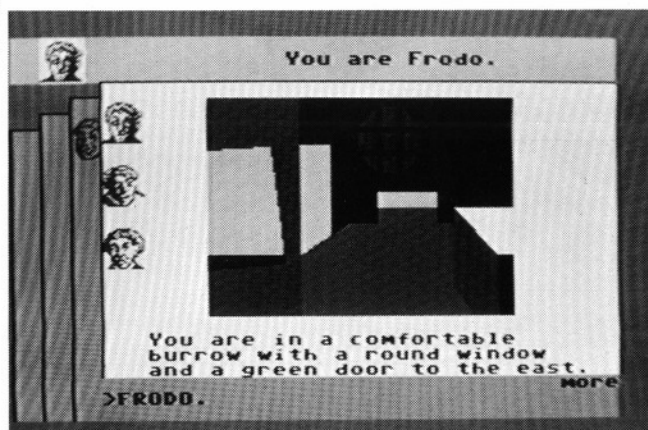 You are Frodo.
You are in a comfortable
burrow with a round window
and a green door to the east.
more
>FRODO.